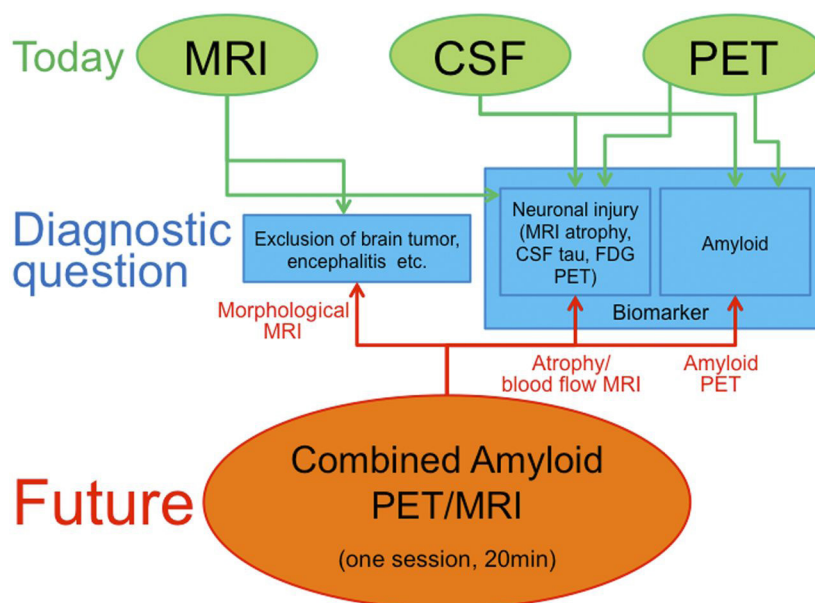 Today
MRI
CSF
PET
Diagnostic
question
Exclusion of brain tumor,
encephalitis etc.
Neuronal injury
(MRI atrophy,
CSF tau, FDG
PET)
Amyloid
Biomarker
Morphological
MRI
Atrophy/
blood flow MRI
Amyloid
PET
Future
Combined Amyloid
PET/MRI
(one session, 20min)